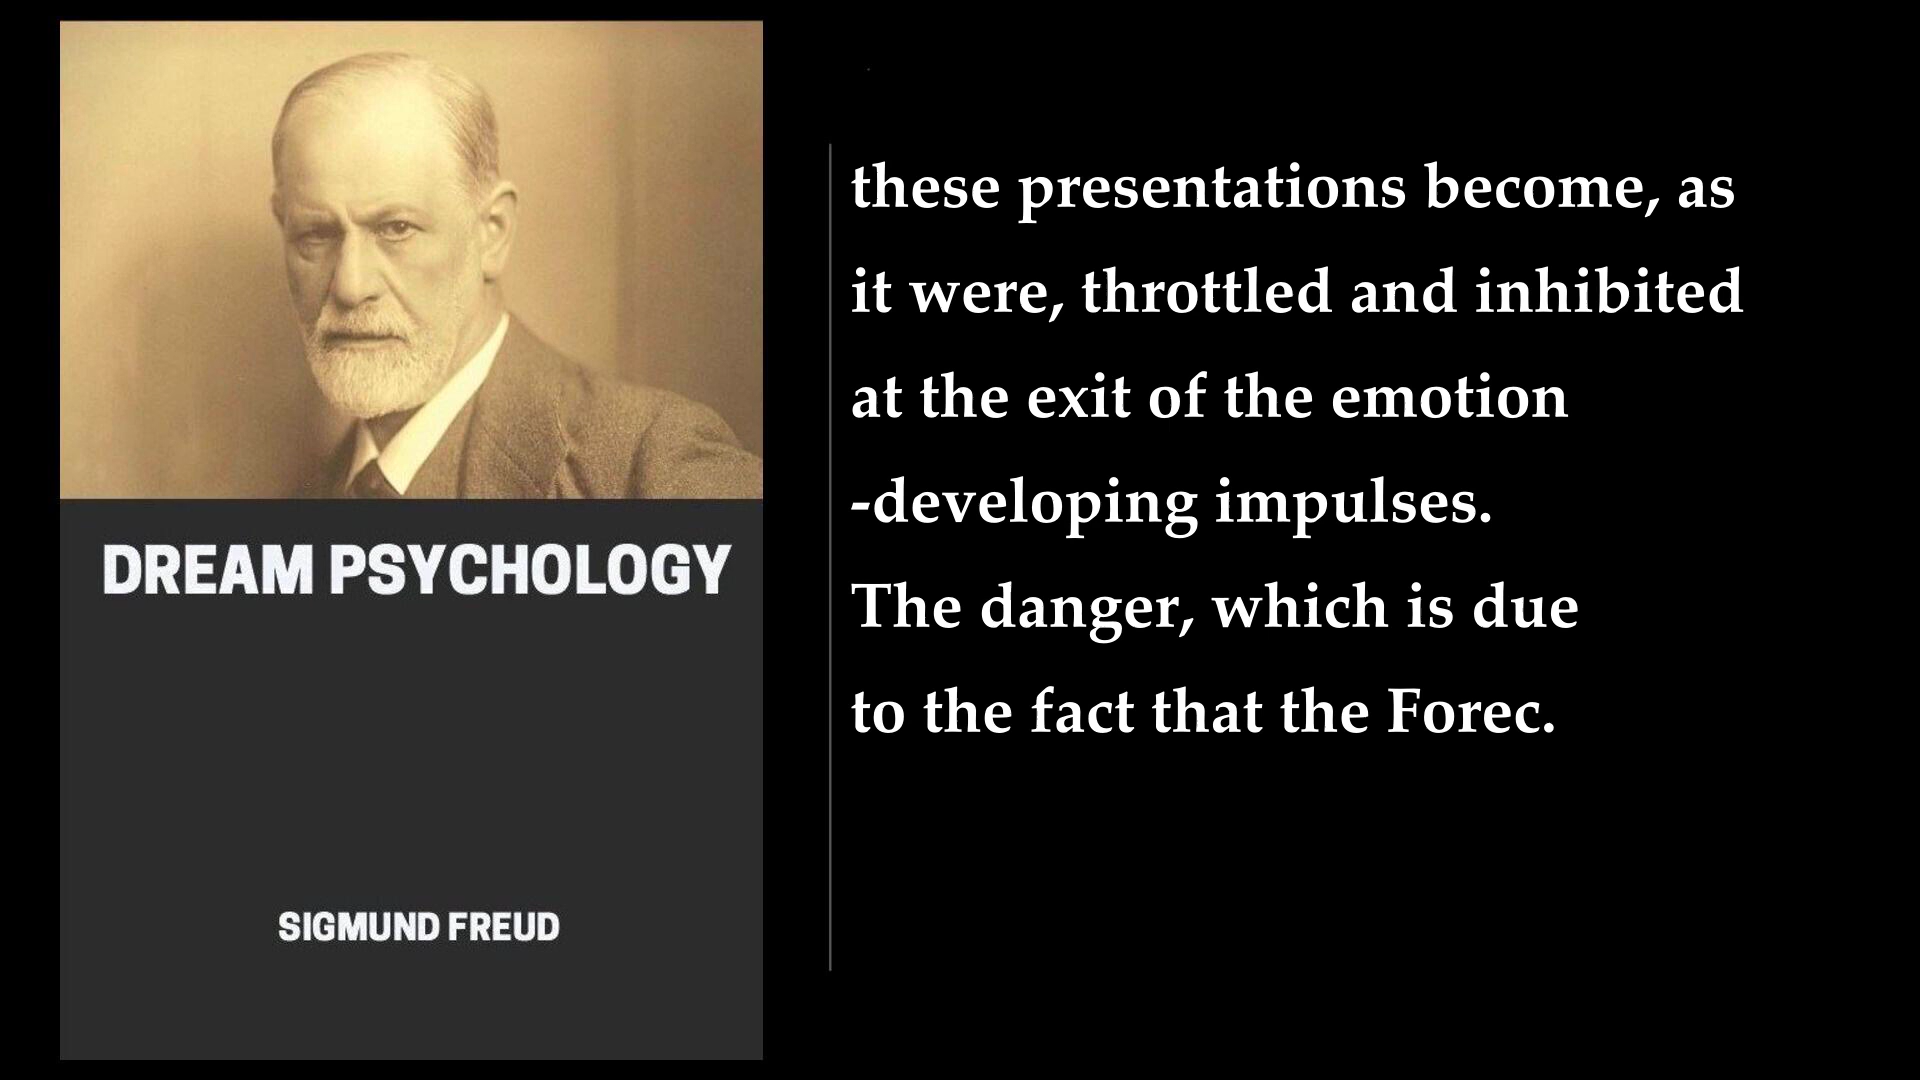 DREAM PSYCHOLOGY
SIGMUND FREUD
these presentations become, as
it were, throttled and inhibited
at the exit of the emotion
-developing impulses.
The danger, which is due
to the fact that the Forec.